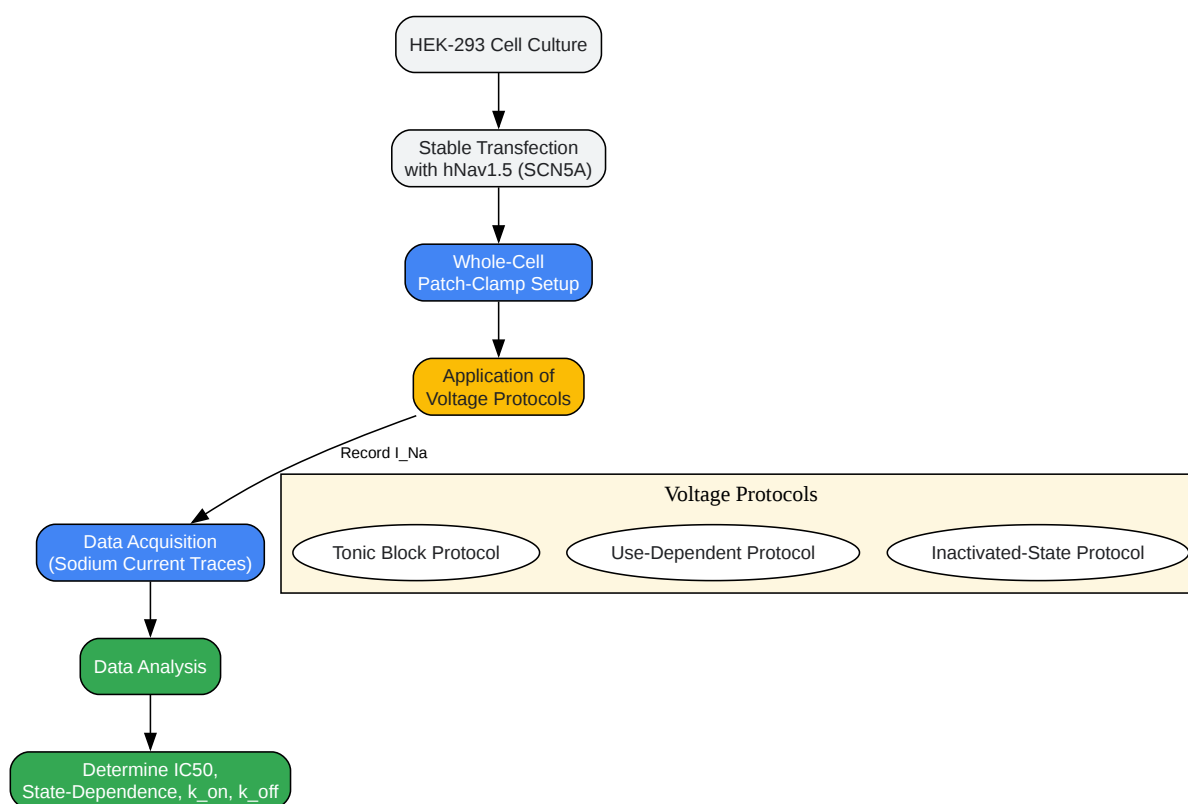 HEK-293 Cell Culture
Stable Transfection
with hNav1.5 (SCN5A)
Whole-Cell
Patch-Clamp Setup
Application of
Voltage Protocols
Record I_Na
Voltage Protocols
Tonic Block Protocol
Use-Dependent Protocol
Inactivated-State Protocol
Data Acquisition
(Sodium Current Traces)
Data Analysis
Determine IC50,
State-Dependence, k_on, k_off